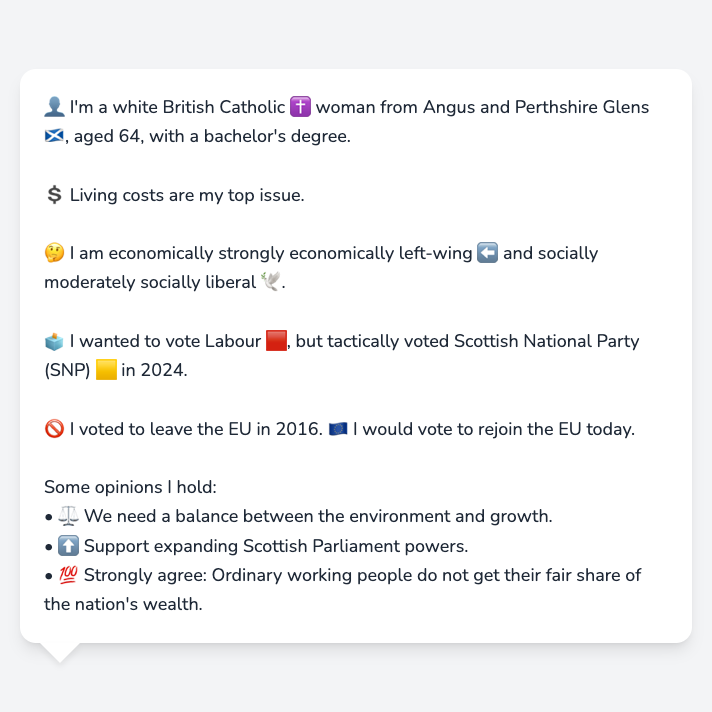 👤 I'm a white British Catholic ✝️ woman from Angus and Perthshire Glens
🏴󠁧󠁢󠁳󠁣󠁴󠁿, aged 64, with a bachelor's degree.
💲 Living costs are my top issue.
🤔 I am economically strongly economically left-wing ⬅️ and socially
moderately socially liberal 🕊️.
🗳️ I wanted to vote Labour 🟥, but tactically voted Scottish National Party
(SNP) 🟨 in 2024.
🚫 I voted to leave the EU in 2016. 🇪🇺 I would vote to rejoin the EU today.
Some opinions I hold:
• ⚖️ We need a balance between the environment and growth.
• ⬆️ Support expanding Scottish Parliament powers.
• 💯 Strongly agree: Ordinary working people do not get their fair share of
the nation's wealth.